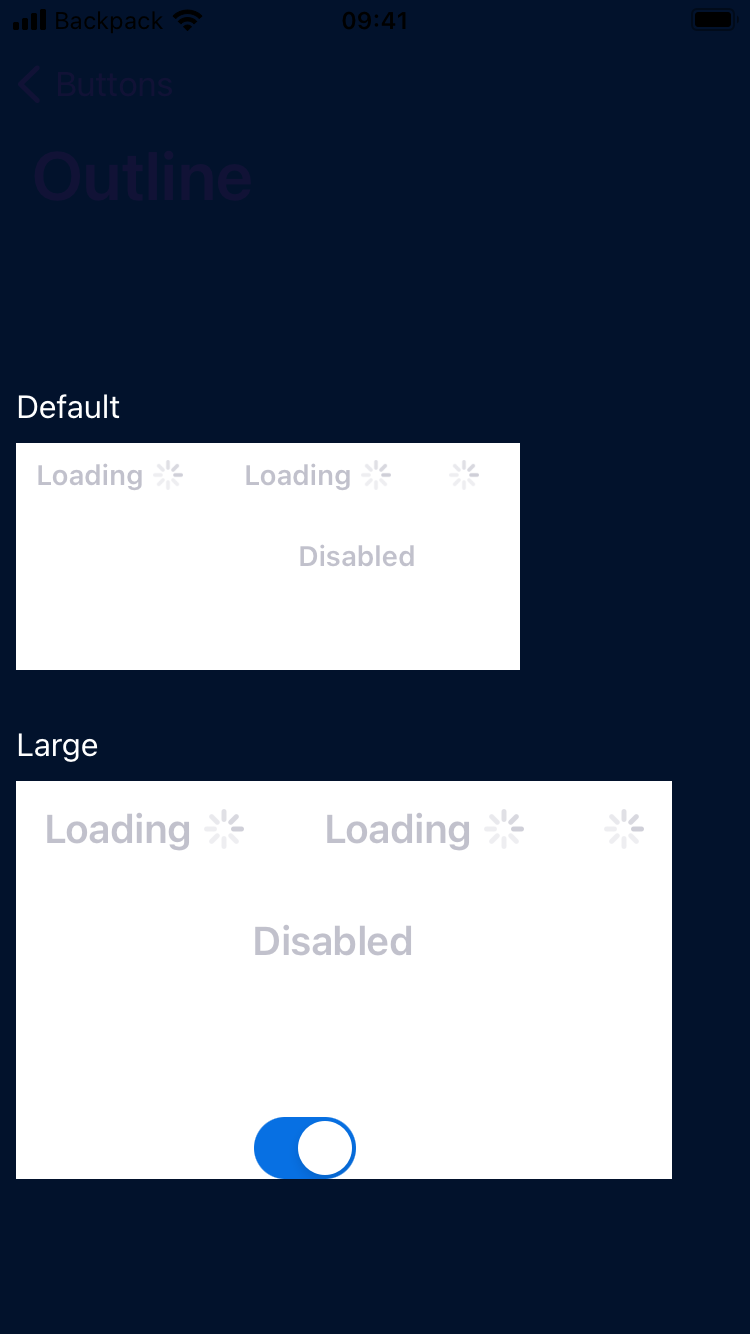 Backpack 09:41
Buttons
Outline
Default
Loading Loading
Disabled
Large
Loading Loading
Disabled